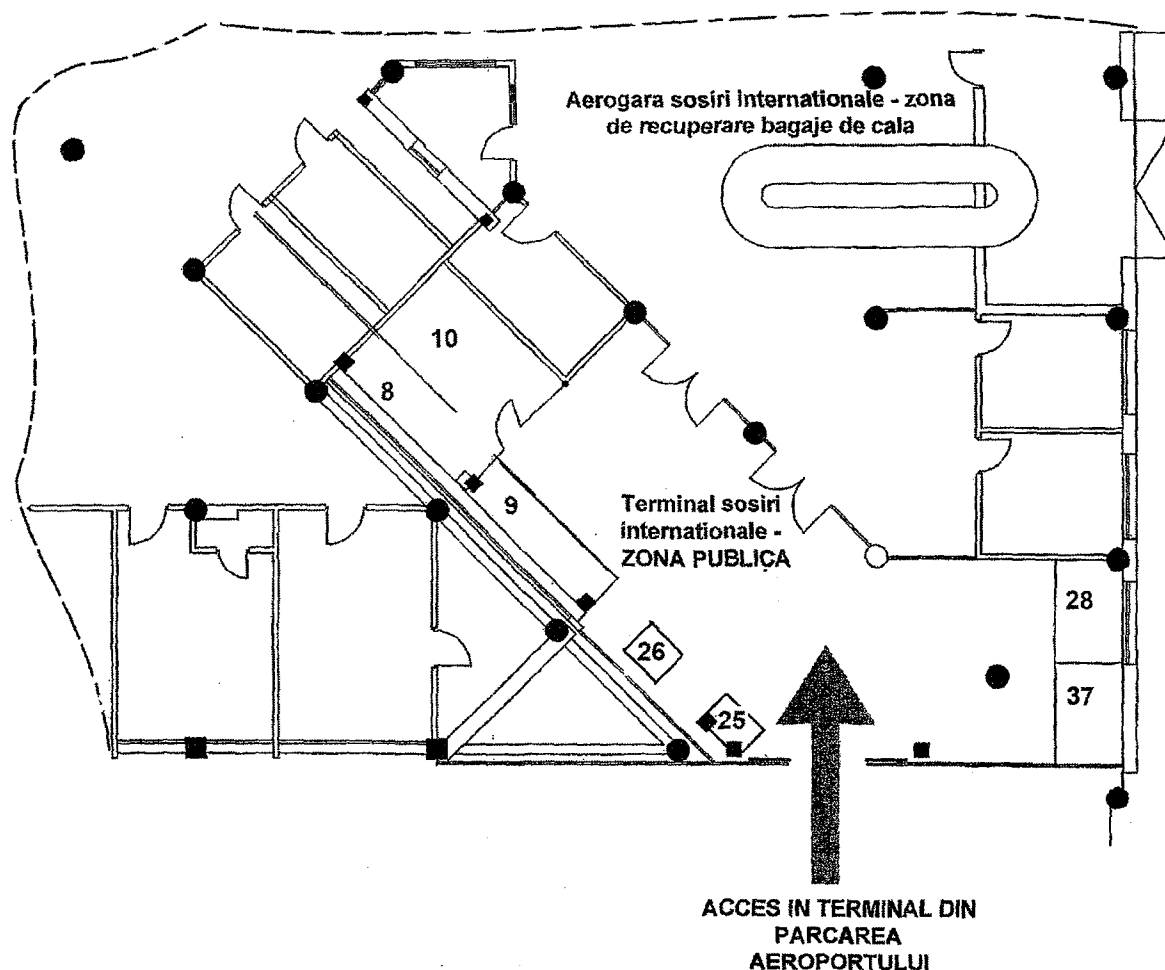 Aerogara sosiri internationale - zona
de recuperare bagaje de cala
10
8
9
Terminal sosiri
internationale -
ZONA PUBLICA
28
26
37
25
ACCES IN TERMINAL DIN
PARCAREA
AEROPORTULUI